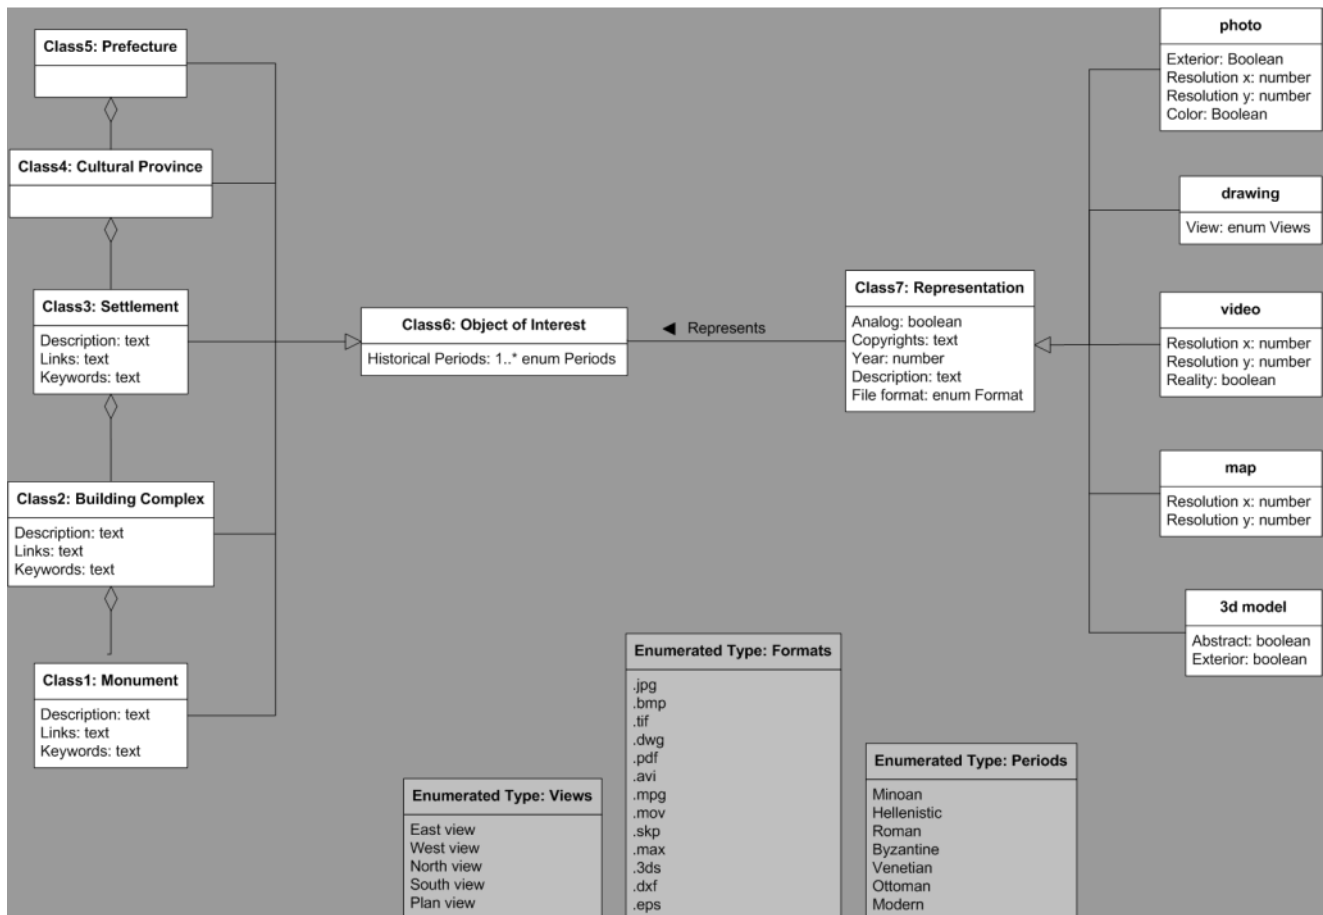 Class5: Prefecture
Class4: Cultural Province
Class3: Settlement
Description: text
Links: text
Keywords: text
Class2: Building Complex
Description: text
Links: text
Keywords: text
Class1: Monument
Description: text
Links: text
Keywords: text
Class6: Object of Interest
Historical Periods: 1..* enum Periods
◀ Represents
Class7: Representation
Analog: boolean
Copyrights: text
Year: number
Description: text
File format: enum Format
photo
Exterior: Boolean
Resolution x: number
Resolution y: number
Color: Boolean
drawing
View: enum Views
video
Resolution x: number
Resolution y: number
Reality: boolean
map
Resolution x: number
Resolution y: number
3d model
Abstract: boolean
Exterior: boolean
Enumerated Type: Views
East view
West view
North view
South view
Plan view
Enumerated Type: Formats
.jpg
.bmp
.tif
.dwg
.pdf
.avi
.mpg
.mov
.skp
.max
.3ds
.dxf
.eps
Enumerated Type: Periods
Minoan
Hellenistic
Roman
Byzantine
Venetian
Ottoman
Modern